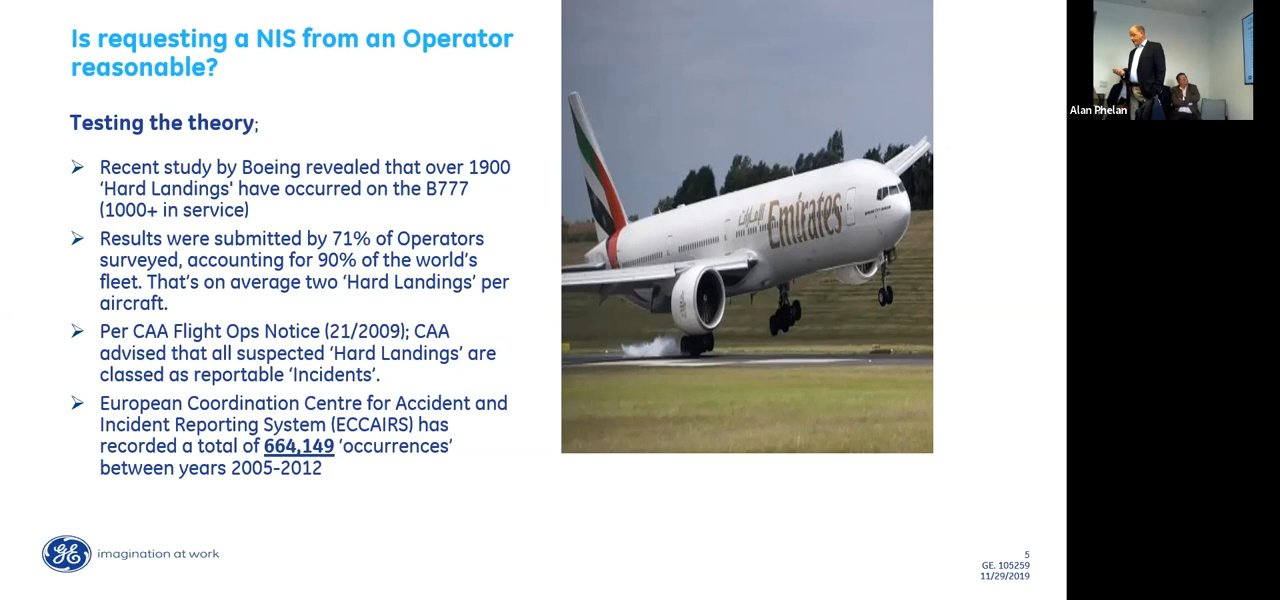 Is requesting a NIS from an Operator
reasonable?
Testing the theory;
Recent study by Boeing revealed that over 1900
‘Hard Landings' have occurred on the B777
(1000+ in service)
Results were submitted by 71% of Operators
surveyed, accounting for 90% of the world’s
fleet. That’s on average two ‘Hard Landings’ per
aircraft.
Per CAA Flight Ops Notice (21/2009); CAA
advised that all suspected ‘Hard Landings’ are
classed as reportable ‘Incidents’.
European Coordination Centre for Accident and
Incident Reporting System (ECCAIRS) has
recorded a total of 664,149 ‘occurrences’
between years 2005-2012
الإمارات Emirates
GE imagination at work
5
GE. 105259
11/29/2019
Alan Phelan